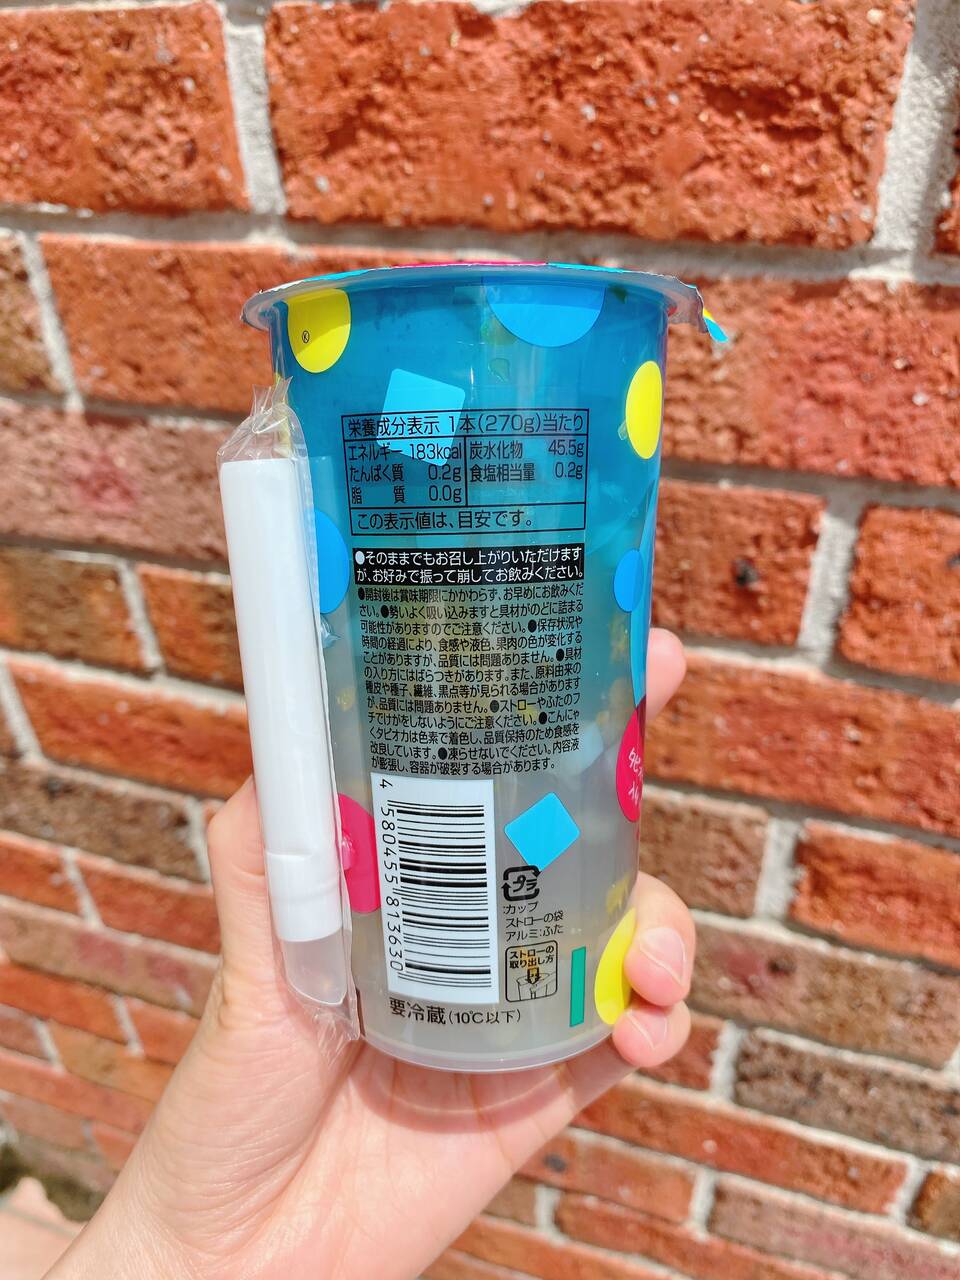 K
栄養成分表示 1本(270g)当たり
エネルギー 183kcal 炭水化物 45.5g
たんぱく質 0.2g 食塩相当量 0.2g
脂質 0.0g
この表示値は、目安です。
●そのままでもお召し上がりいただけます
が、お好みで振って崩してお飲みください。
●開封後は賞味期限にかかわらず、お早めにお飲みくだ
さい。●勢いよく吸い込みますと具材がのどに詰まる
可能性がありますのでご注意ください。●保存状況や
時間の経過により、食感や液色、果肉の色が変化する
ことがありますが、品質には問題ありません。●具材
の入り方にはばらつきがあります。また、原料由来の
種皮や種子、繊維、黒点等が見られる場合があります
が、品質には問題ありません。●ストローやふたのフ
チでけがをしないようにご注意ください。●こんにゃ
くタピオカは色素で着色し、品質保持のため食感を
改良しています。●凍らせないでください。内容液
が膨張し、容器が破裂する場合があります。
4 580455 813630
プラ
:カップ
ストローの袋
アルミ:ふた
ストローの
取り出し方
要冷蔵(10℃以下)